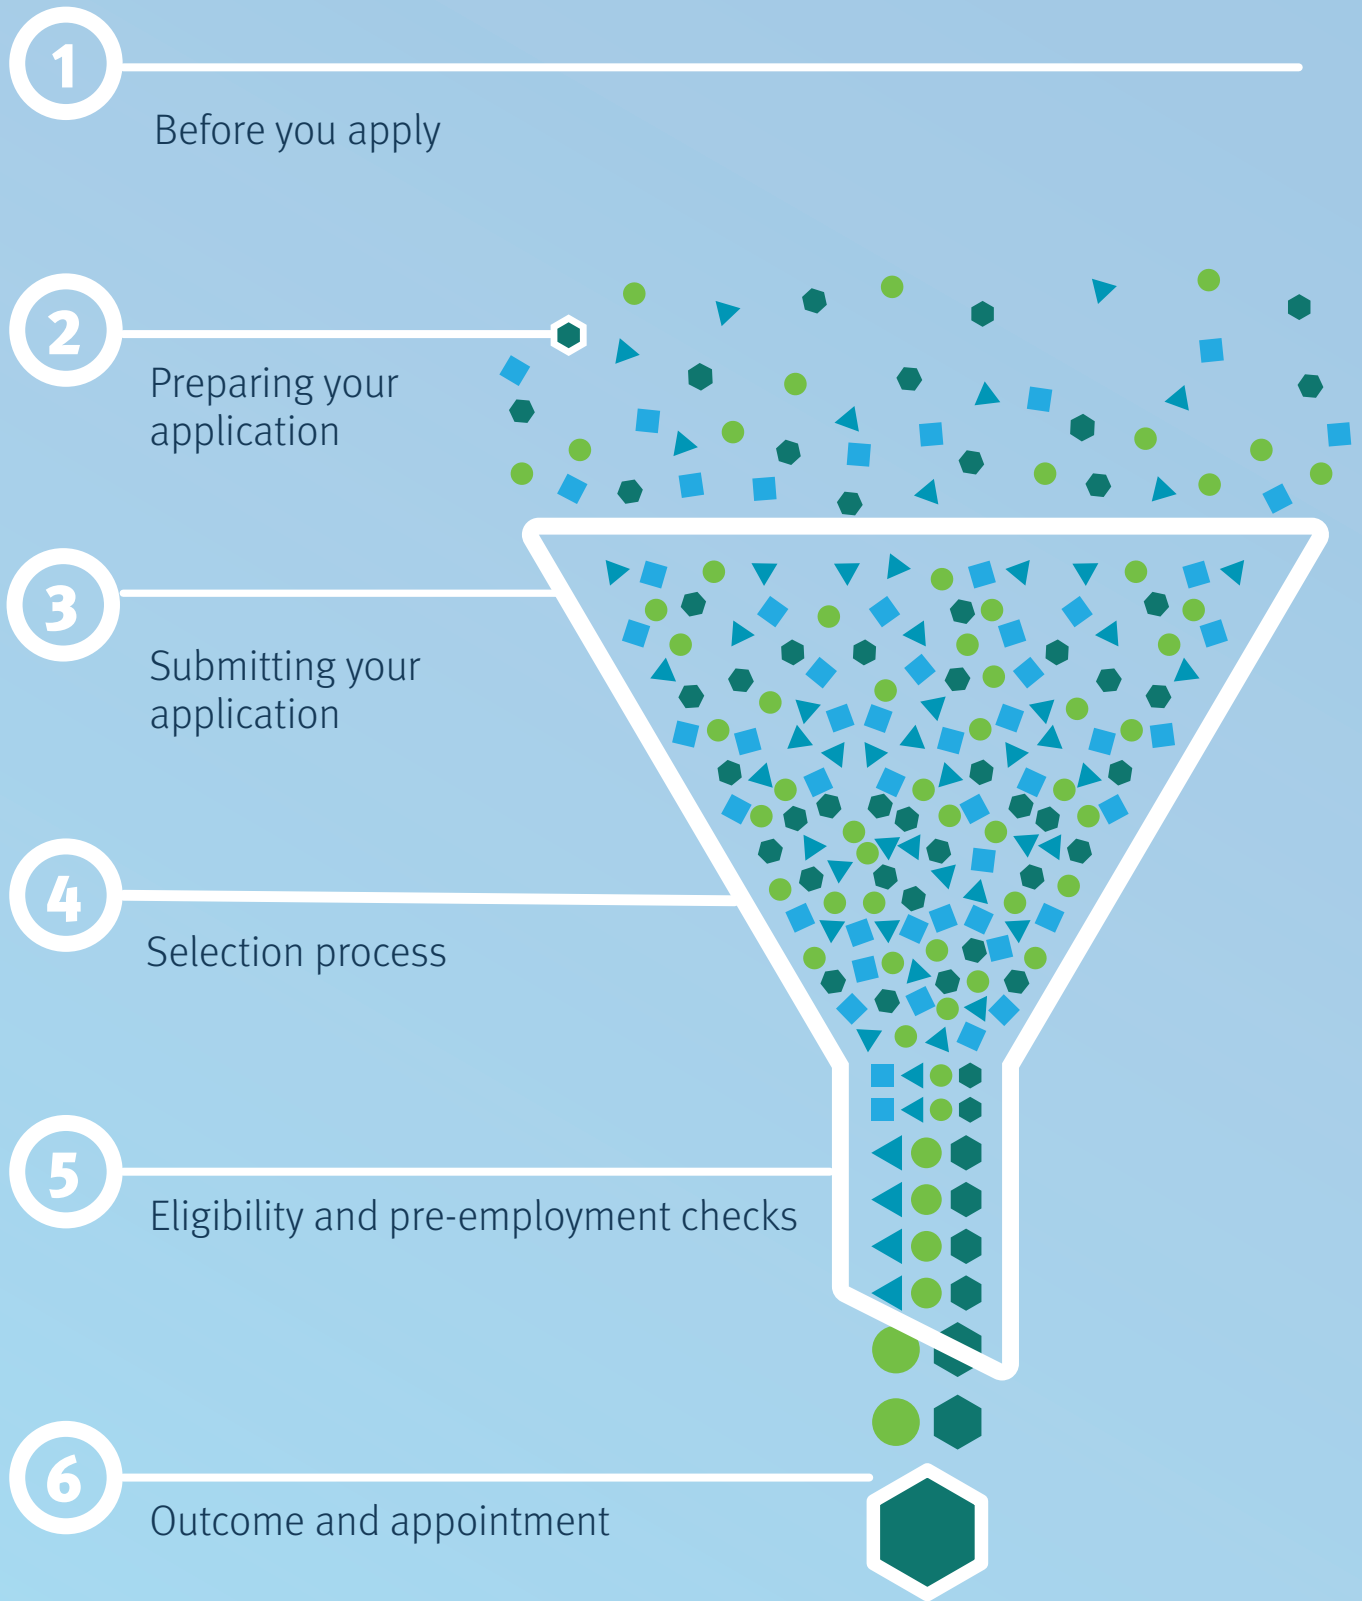 1
Before you apply
2
Preparing your
application
3
Submitting your
application
4
Selection process
5
Eligibility and pre-employment checks
6
Outcome and appointment